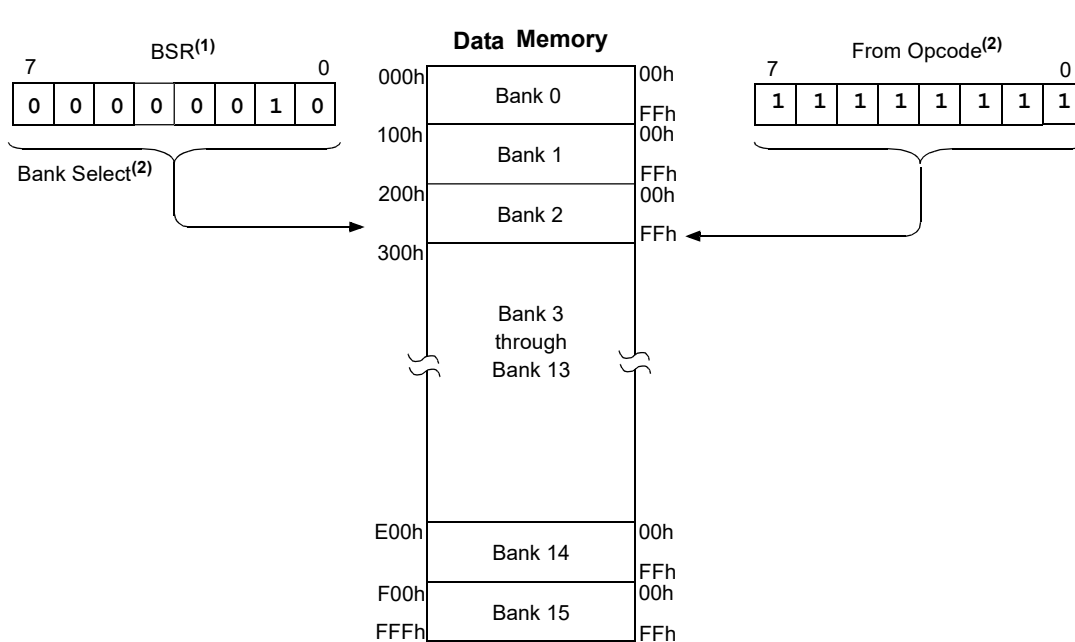 Data Memory
BSR(1)
7 0
0 0 0 0 0 0 1 0
Bank Select(2)
From Opcode(2)
7 0
1 1 1 1 1 1 1 1
000h Bank 0 00h
FFh
100h Bank 1 00h
FFh
200h Bank 2 00h
FFh
300h
Bank 3
through
Bank 13
E00h Bank 14 00h
FFh
F00h Bank 15 00h
FFFh FFh